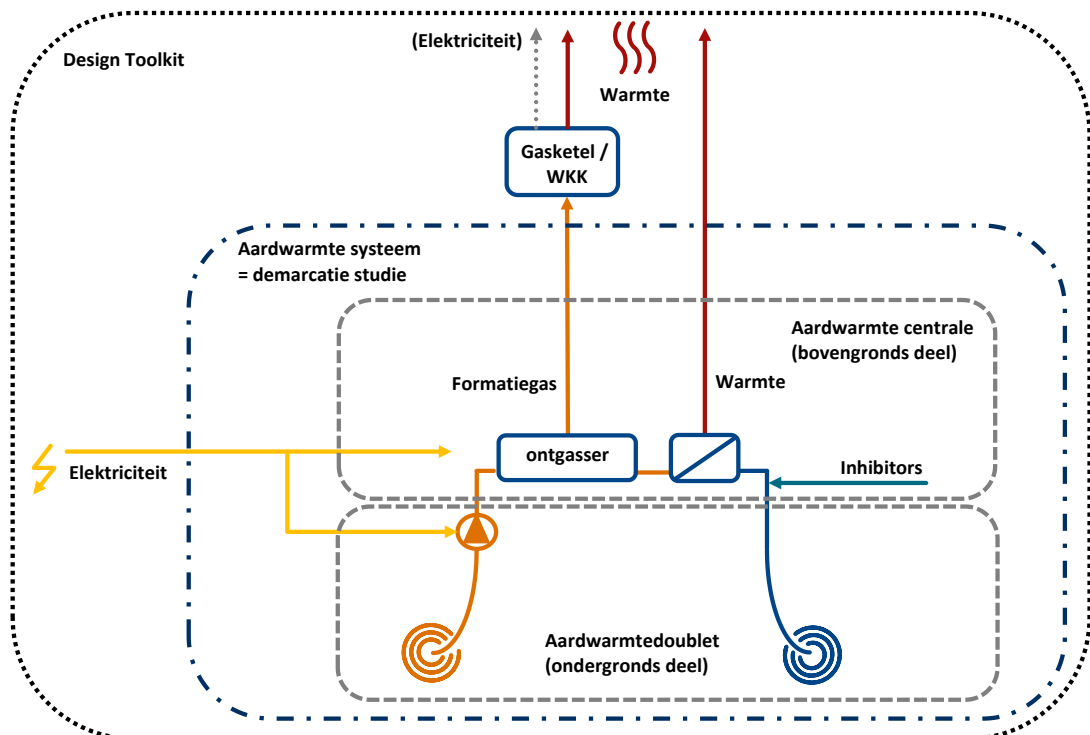 (Elektriciteit)
Design Toolkit
Warmte
Gasketel /
WKK
Aardwarmte systeem
= demarcatie studie
Aardwarmte centrale
(bovengronds deel)
Formatiegas
Warmte
ontgasser
Elektriciteit
Inhibitors
Aardwarmtedoublet
(ondergronds deel)